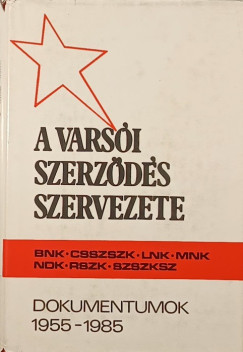 A VARSÓI
SZERZŐDÉS
SZERVEZETE
BNK • CSSZSZK • LNK • MNK
NDK • RSZK • SZSZKSZ
DOKUMENTUMOK
1955-1985